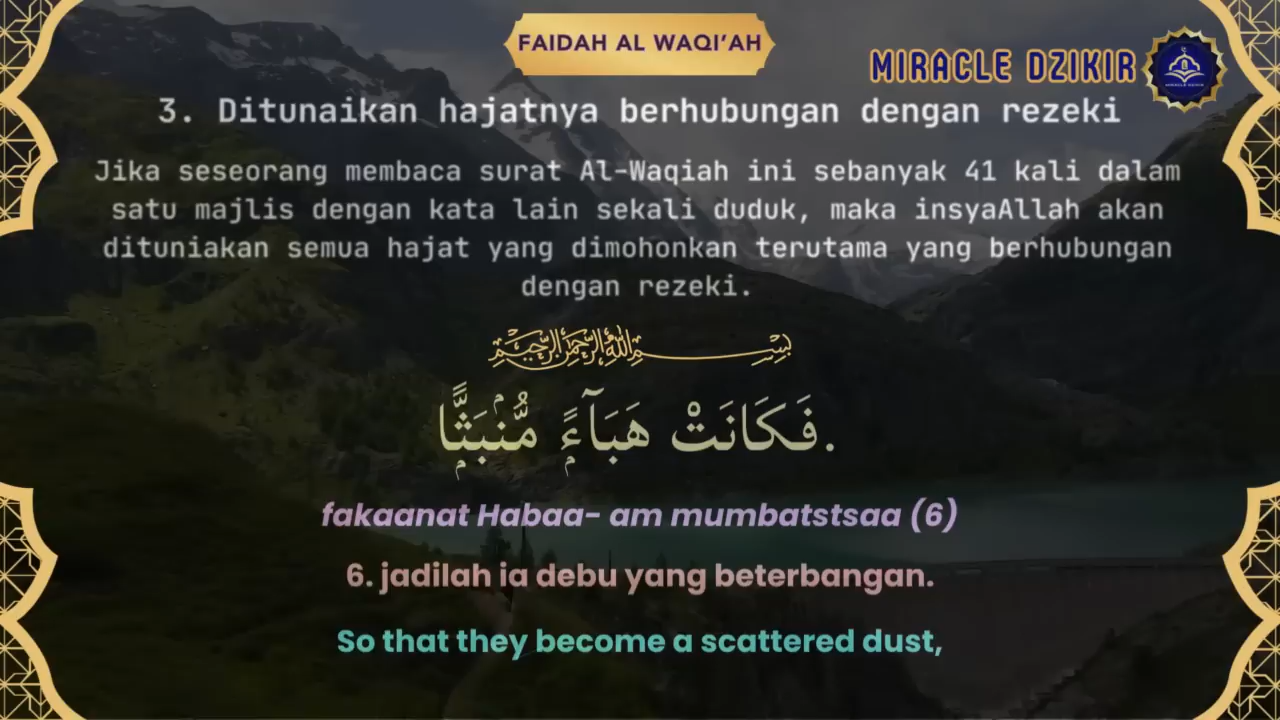 FAIDAH AL WAQI’AH
MIRACLE DZIKIR
3. Ditunaikan hajatnya berhubungan dengan rezeki
Jika seseorang membaca surat Al-Waqiah ini sebanyak 41 kali dalam
satu majlis dengan kata lain sekali duduk, maka insyaAllah akan
dituniakan semua hajat yang dimohonkan terutama yang berhubungan
dengan rezeki.
بِسْمِ اللّٰهِ الرَّحْمٰنِ الرَّحِيْمِ
فَكَانَتْ هَبَاۤءً مُّنْۢبَثًّاۙ.
fakaanat Habaa- am mumbatstsaa (6)
6. jadilah ia debu yang beterbangan.
So that they become a scattered dust,